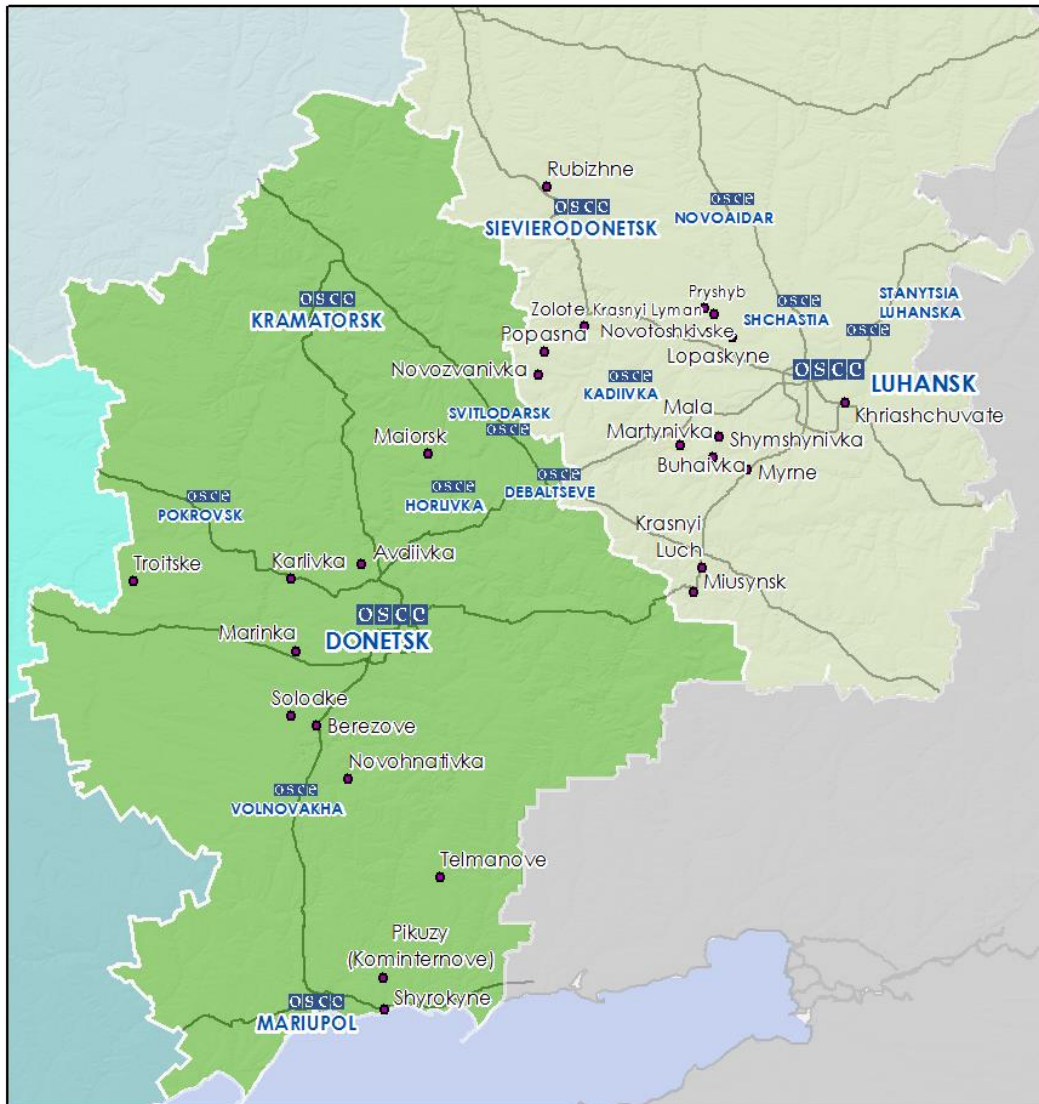 Rubizhne
osce
SIEVIERODONETSK
osce
NOVOAIDAR
osce
KRAMATORSK
Pryshyb
Zolote
Krasnyi Lyman
osce
SHCHASTIA
STANYTSIA
LUHANSKA
osce
Popasna
Novotoshkivske
Lopaskyne
Novozvanivka
osce
KADIIVKA
osce
LUHANSK
Khriashchuvate
SVITLODARSK
osce
Mala
Martynivka
Shymshynivka
Maiorsk
Buhaivka
Myrne
osce
HORLIVKA
osce
DEBALTSEVE
osce
POKROVSK
Krasnyi
Luch
Troitske
Karlivka
Avdiivka
Miusynsk
osce
DONETSK
Marinka
Solodke
Berezove
Novohnativka
osce
VOLNOVAKHA
Telmanove
Pikuzy
(Kominternove)
osce
MARIUPOL
Shyrokyne